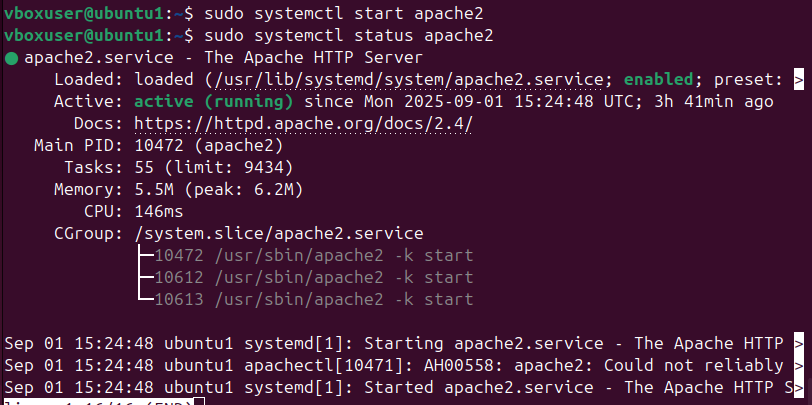 vboxuser@ubuntu1:~$ sudo systemctl start apache2
vboxuser@ubuntu1:~$ sudo systemctl status apache2
● apache2.service - The Apache HTTP Server
     Loaded: loaded (/usr/lib/systemd/system/apache2.service; enabled; preset: >
     Active: active (running) since Mon 2025-09-01 15:24:48 UTC; 3h 41min ago
       Docs: https://httpd.apache.org/docs/2.4/
   Main PID: 10472 (apache2)
      Tasks: 55 (limit: 9434)
     Memory: 5.5M (peak: 6.2M)
        CPU: 146ms
     CGroup: /system.slice/apache2.service
             ├─10472 /usr/sbin/apache2 -k start
             ├─10612 /usr/sbin/apache2 -k start
             └─10613 /usr/sbin/apache2 -k start
Sep 01 15:24:48 ubuntu1 systemd[1]: Starting apache2.service - The Apache HTTP >
Sep 01 15:24:48 ubuntu1 apachectl[10471]: AH00558: apache2: Could not reliably >
Sep 01 15:24:48 ubuntu1 systemd[1]: Started apache2.service - The Apache HTTP S>
lines 1-16/16 (END)